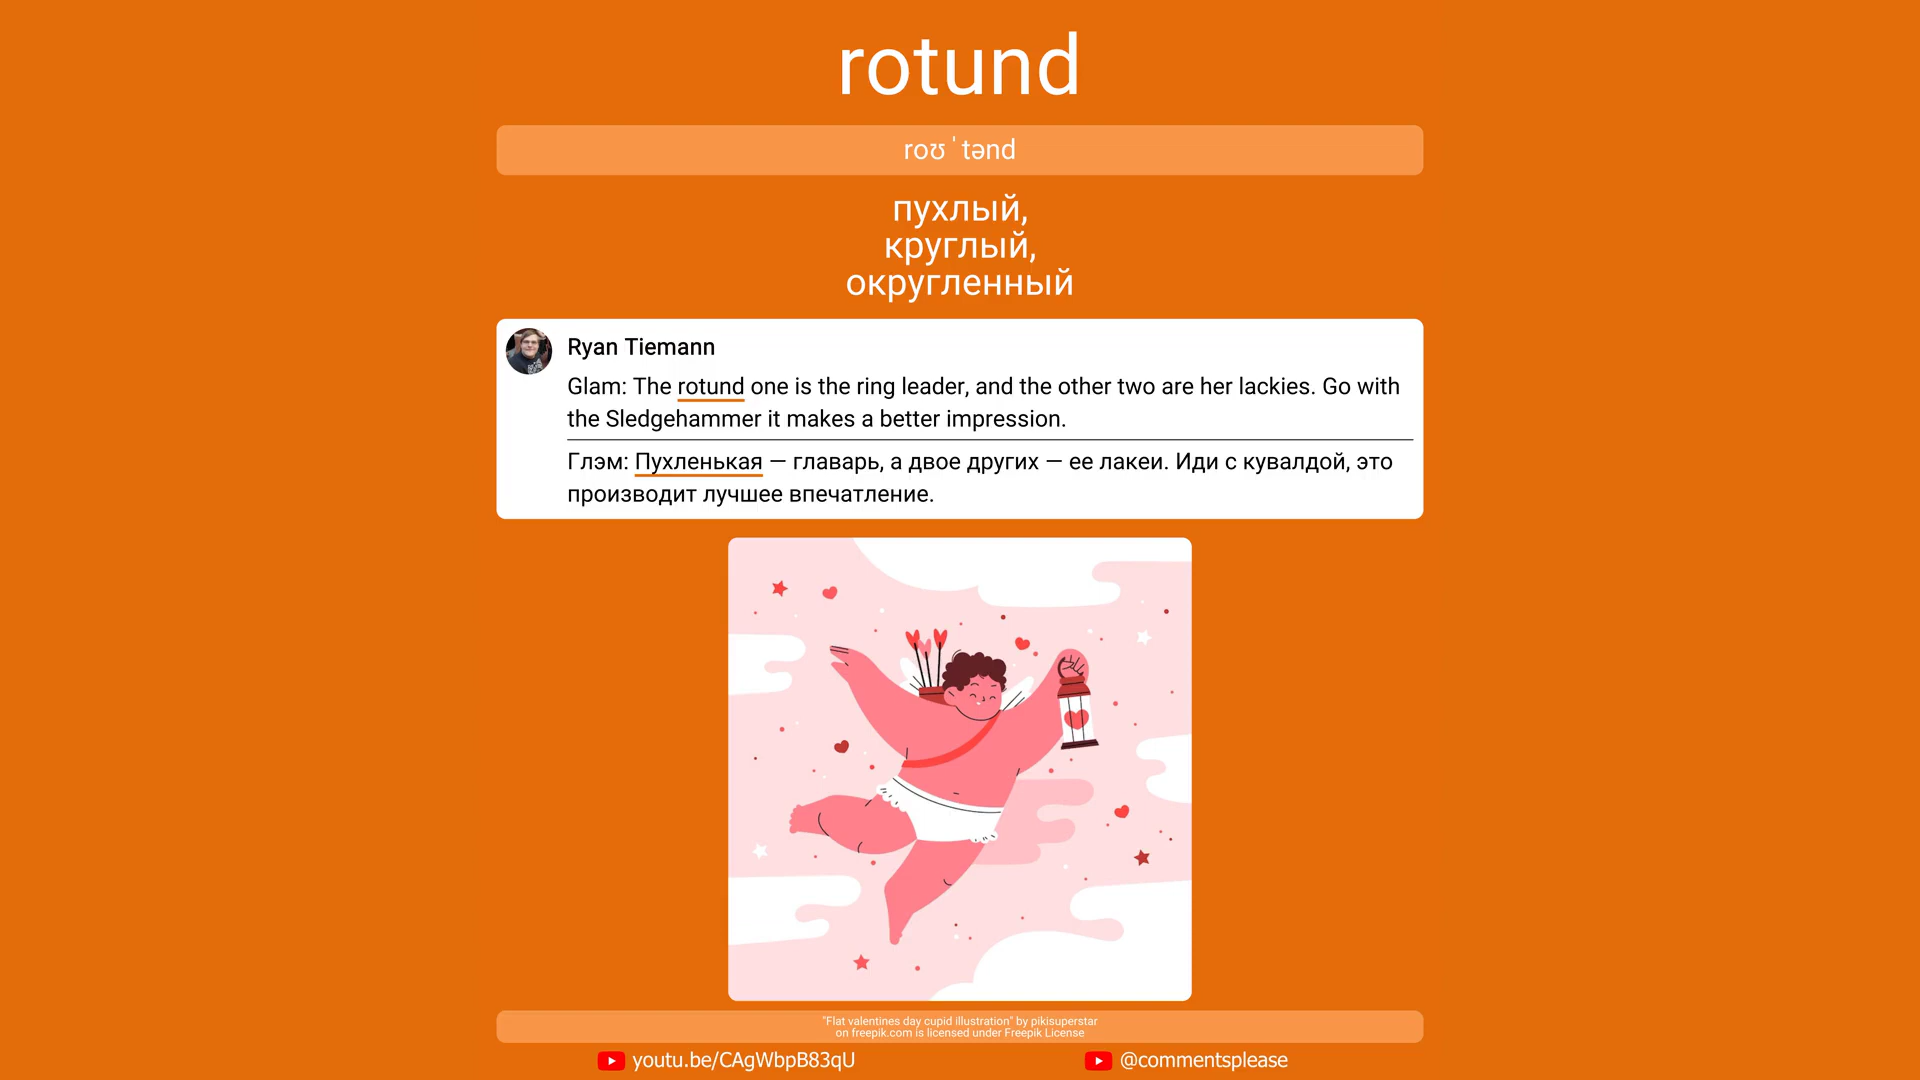 rotund
roʊˈtənd
пухлый,
круглый,
округленный
Ryan Tiemann
Glam: The rotund one is the ring leader, and the other two are her lackies. Go with
the Sledgehammer it makes a better impression.
Глэм: Пухленькая — главарь, а двое других — ее лакеи. Иди с кувалдой, это
производит лучшее впечатление.
"Flat valentines day cupid illustration" by pikisuperstar
on freepik.com is licensed under Freepik License
youtu.be/CAgWbpB83qU
@commentsplease